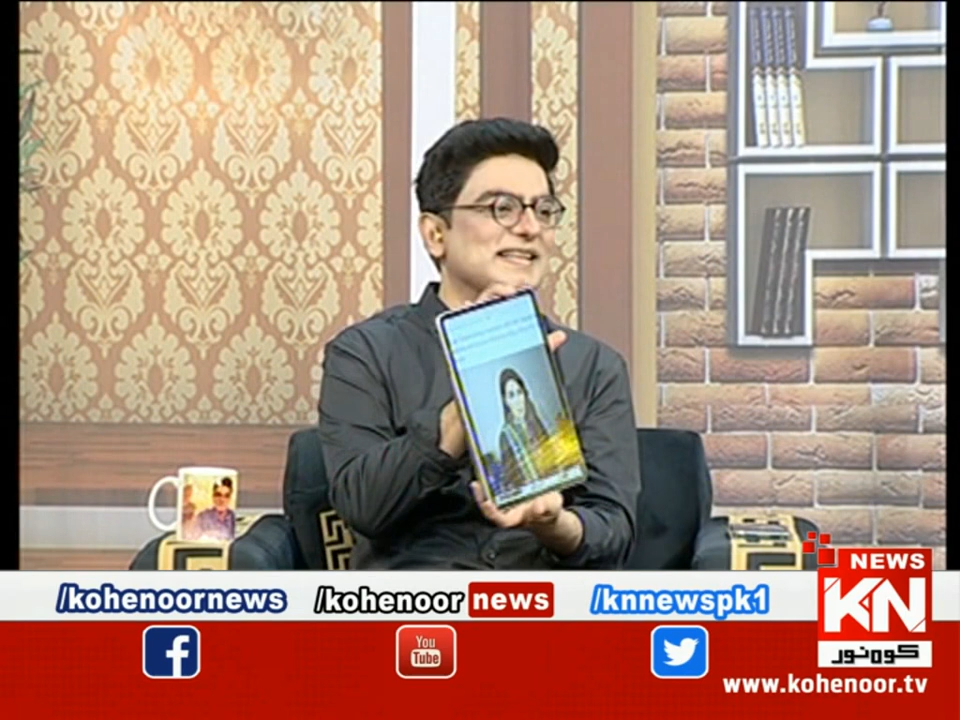 /kohenoornews
/kohenoor news
/knnewspk1
NEWS
KN
کوہ نور
You
Tube
www.kohenoor.tv